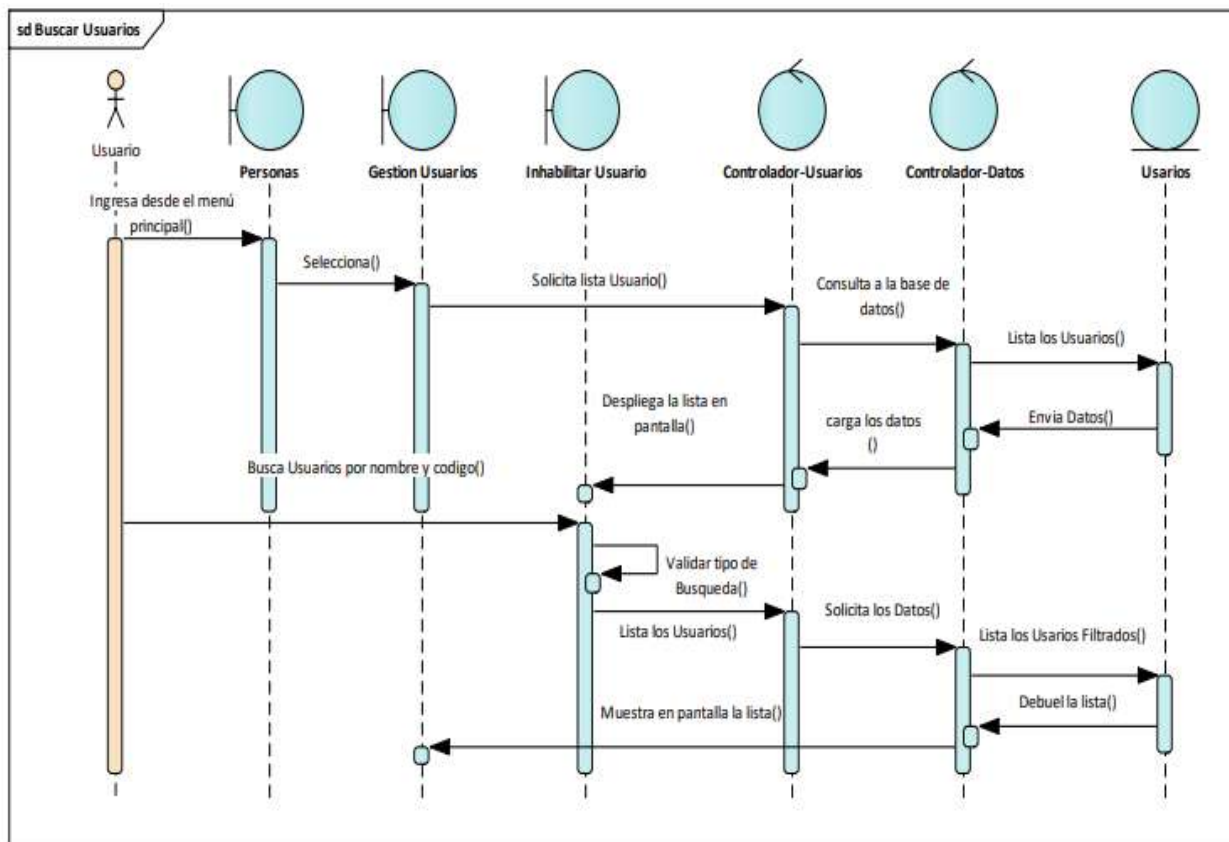 sd Buscar Usuarios
Usuario
Personas
Gestion Usuarios
Inhabilitar Usuario
Controlador-Usuarios
Controlador-Datos
Usarios
Ingresa desde el menú
principal()
Selecciona()
Solicita lista Usuario()
Consulta a la base de
datos()
Lista los Usuarios()
Envia Datos()
carga los datos
()
Despliega la lista en
pantalla()
Busca Usuarios por nombre y codigo()
Validar tipo de
Busqueda()
Lista los Usuarios()
Solicita los Datos()
Lista los Usarios Filtrados()
Debuel la lista()
Muestra en pantalla la lista()